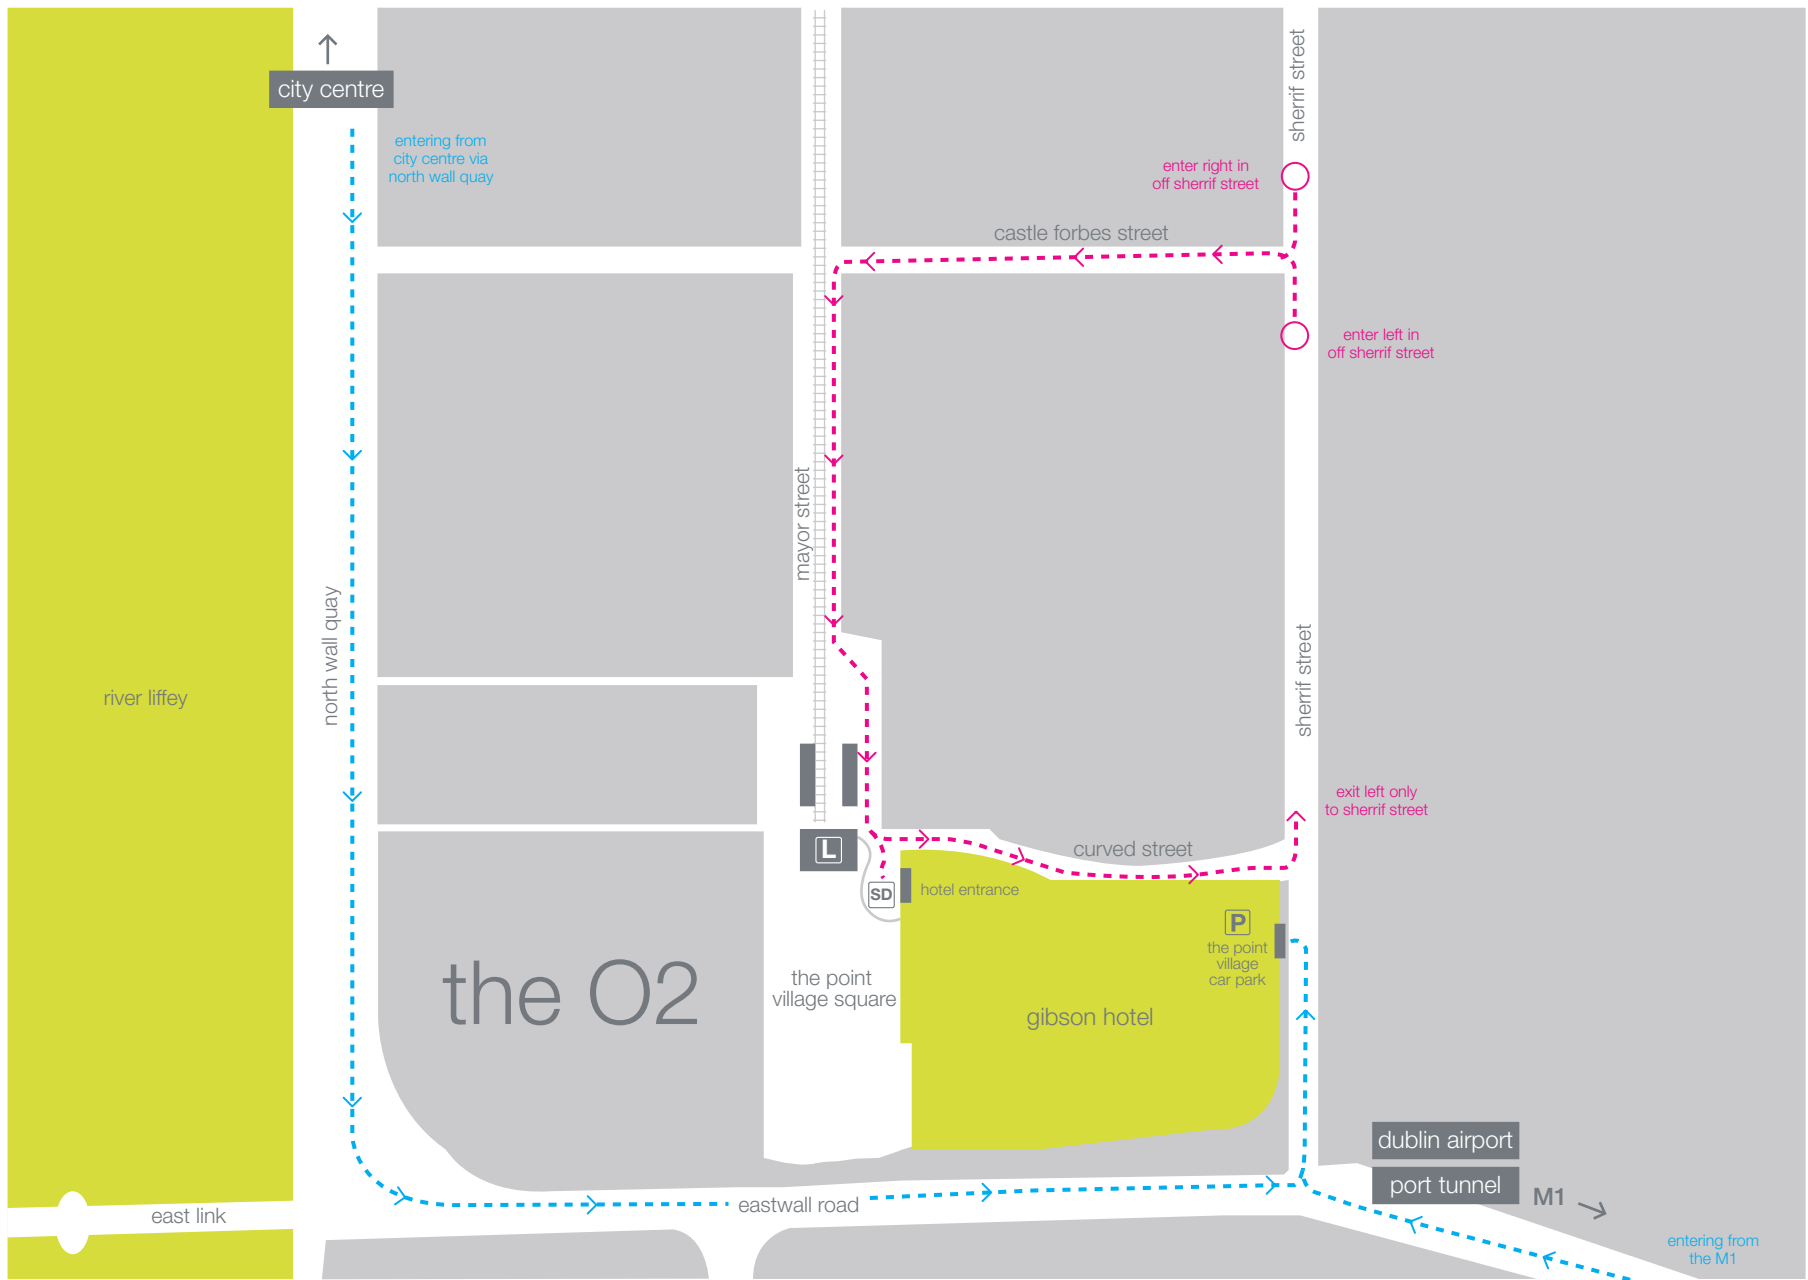 city centre
entering from
city centre via
north wall quay
sherrif street
enter right in
off sherrif street
castle forbes street
enter left in
off sherrif street
mayor street
north wall quay
river liffey
sherrif street
exit left only
to sherrif street
L
curved street
SD
hotel entrance
P
the point
village
car park
the O2
the point
village square
gibson hotel
dublin airport
port tunnel
M1
eastwall road
east link
entering from
the M1